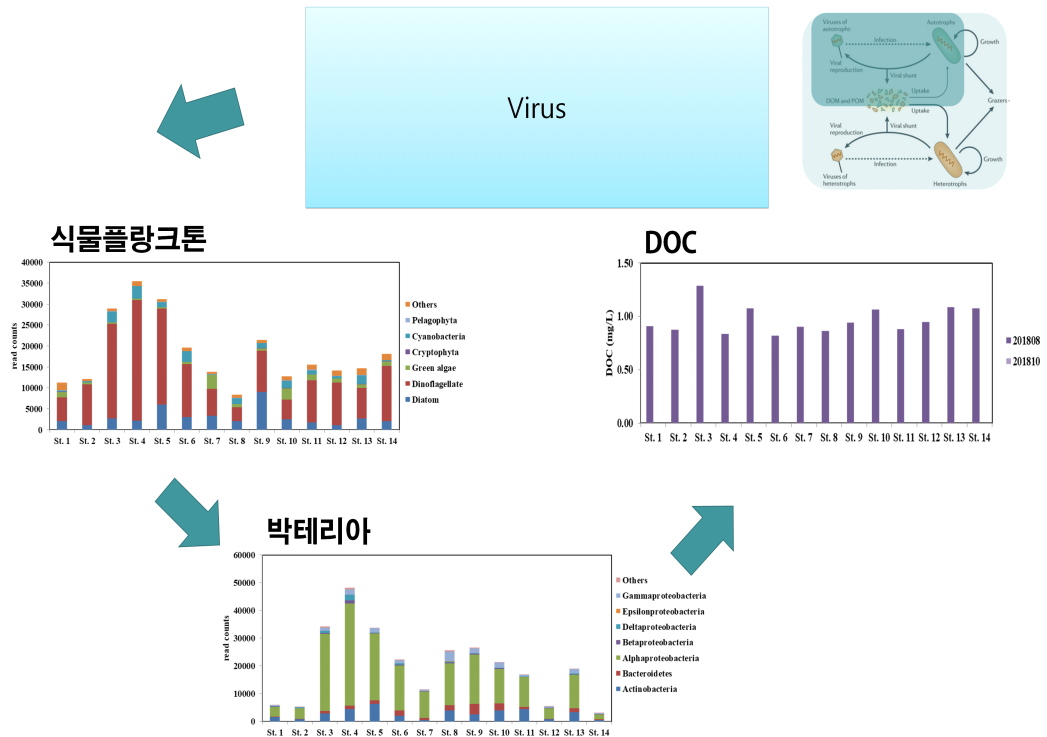 Virus
Viruses of
autotrophs
Autotrophy
Infection
Growth
Viral
reproduction
Viral shunt
Uptake
DOM and POM
Uptake
Grazers
Viral
reproduction
Viral shunt
Growth
Infection
Viruses of
heterotrophs
Heterotrophs
식물플랑크톤
40000
35000
30000
25000
20000
15000
10000
5000
0
read counts
St. 1 St. 2 St. 3 St. 4 St. 5 St. 6 St. 7 St. 8 St. 9 St. 10 St. 11 St. 12 St. 13 St. 14
Others
Pelagophyta
Cyanobacteria
Cryptophyta
Green algae
Dinoflagellate
Diatom
DOC
1.50
1.00
0.50
0.00
DOC (mg/L)
St. 1 St. 2 St. 3 St. 4 St. 5 St. 6 St. 7 St. 8 St. 9 St. 10 St. 11 St. 12 St. 13 St. 14
201808
201810
박테리아
60000
50000
40000
30000
20000
10000
0
read counts
St. 1 St. 2 St. 3 St. 4 St. 5 St. 6 St. 7 St. 8 St. 9 St. 10 St. 11 St. 12 St. 13 St. 14
Others
Gammaproteobacteria
Epsilonproteobacteria
Deltaproteobacteria
Betaproteobacteria
Alphaproteobacteria
Bacteroidetes
Actinobacteria